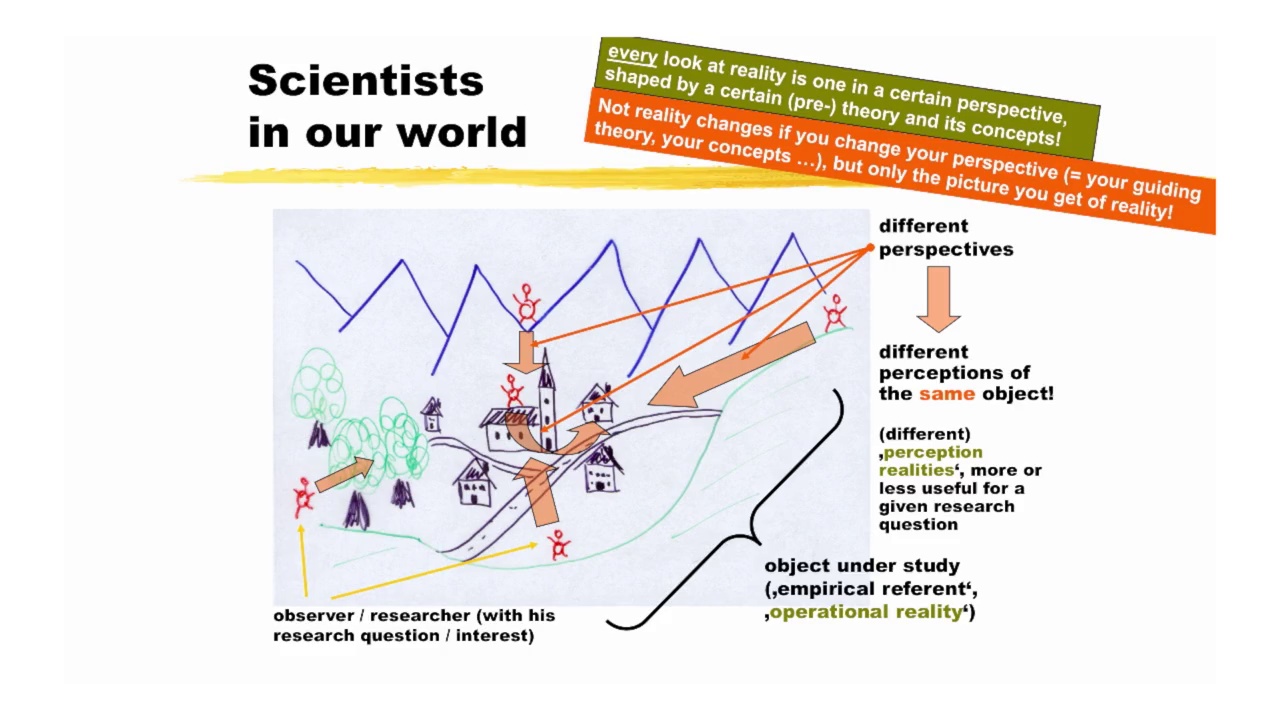 Scientists
in our world
every look at reality is one in a certain perspective,
shaped by a certain (pre-) theory and its concepts!
Not reality changes if you change your perspective (= your guiding
theory, your concepts …), but only the picture you get of reality!
different
perspectives
different
perceptions of
the same object!
(different)
‚perception
realities‘, more or
less useful for a
given research
question
object under study
(‚empirical referent‘,
‚operational reality‘)
observer / researcher (with his
research question / interest)